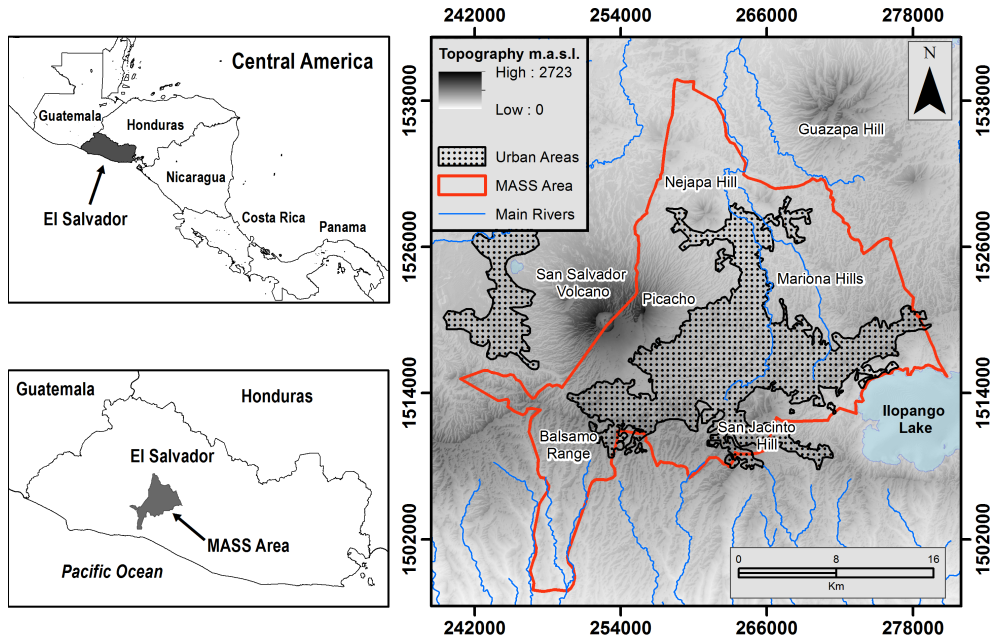 Central America
Guatemala
Honduras
Nicaragua
El Salvador
Costa Rica
Panama
Guatemala
Honduras
El Salvador
MASS Area
Pacific Ocean
242000 254000 266000 278000
Topography m.a.s.l.
High : 2723
Low : 0
Urban Areas
MASS Area
Main Rivers
N
1538000
1538000
Guazapa Hill
Nejapa Hill
1526000
1526000
San Salvador
Volcano
Mariona Hills
Picacho
1514000
1514000
Ilopango
Lake
Balsamo
Range
San Jacinto
Hill
1502000
1502000
0 8 16
Km
242000 254000 266000 278000